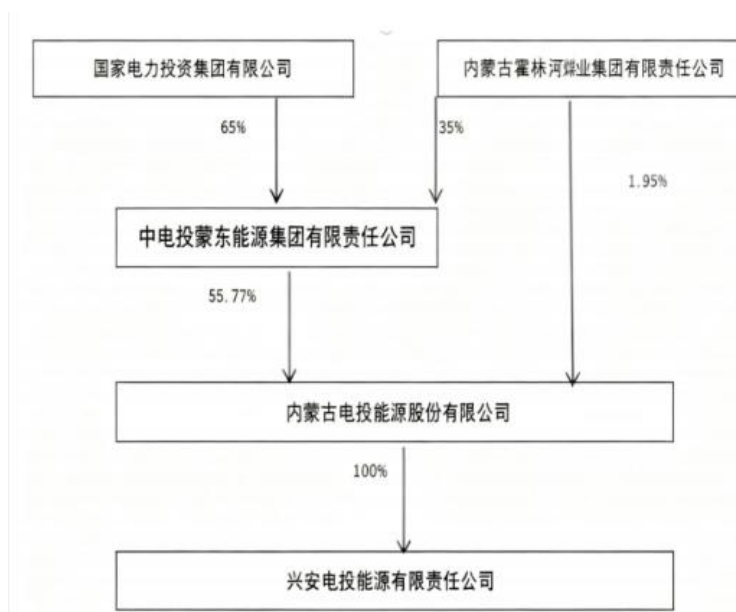 国家电力投资集团有限公司
内蒙古霍林河煤业集团有限责任公司
65%
35%
1.95%
中电投蒙东能源集团有限责任公司
55.77%
内蒙古电投能源股份有限公司
100%
兴安电投能源有限责任公司